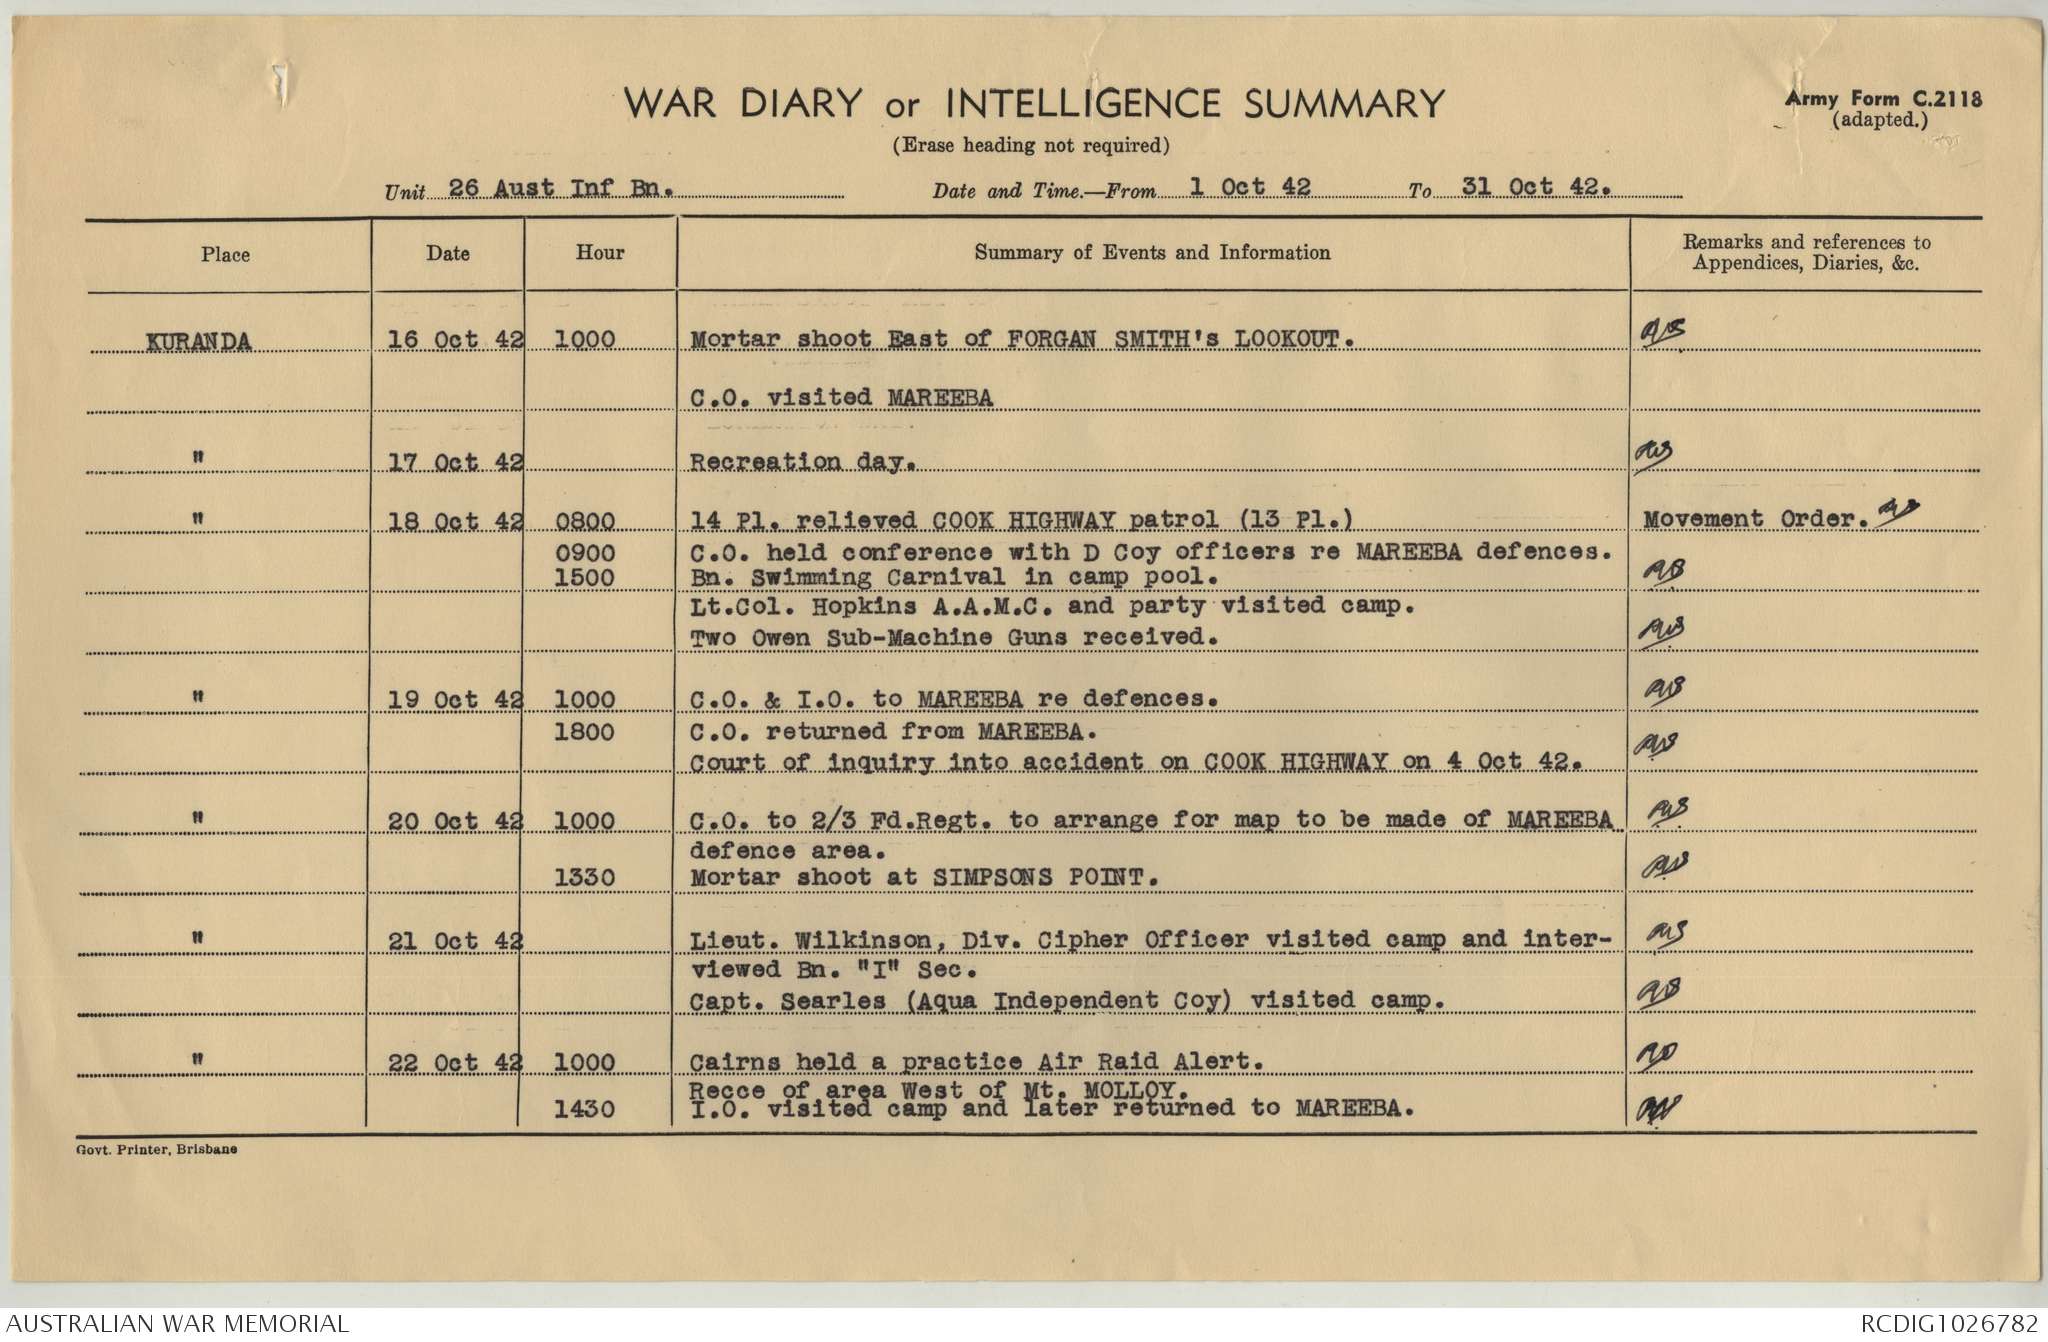 WAR DIARY or INTELLIGENCE SUMMARY
Army Form C.2118
(adapted.)
(Erase heading not required)
Unit 26 Aust Inf Bn. Date and Time.—From 1 Oct 42 To 31 Oct 42.
Place Date Hour Summary of Events and Information Remarks and references to Appendices, Diaries, &c.
KURANDA 16 Oct 42 1000 Mortar shoot East of FORGAN SMITH's LOOKOUT.
C.O. visited MAREEBA
" 17 Oct 42 Recreation day.
" 18 Oct 42 0800 14 Pl. relieved COOK HIGHWAY patrol (13 Pl.) Movement Order.
0900 C.O. held conference with D Coy officers re MAREEBA defences.
1500 Bn. Swimming Carnival in camp pool.
Lt.Col. Hopkins A.A.M.C. and party visited camp.
Two Owen Sub-Machine Guns received.
" 19 Oct 42 1000 C.O. & I.O. to MAREEBA re defences.
1800 C.O. returned from MAREEBA.
Court of inquiry into accident on COOK HIGHWAY on 4 Oct 42.
" 20 Oct 42 1000 C.O. to 2/3 Fd.Regt. to arrange for map to be made of MAREEBA
defence area.
1330 Mortar shoot at SIMPSONS POINT.
" 21 Oct 42 Lieut. Wilkinson, Div. Cipher Officer visited camp and inter-
viewed Bn. "I" Sec.
Capt. Searles (Aqua Independent Coy) visited camp.
" 22 Oct 42 1000 Cairns held a practice Air Raid Alert.
Recce of area West of Mt. MOLLOY.
1430 I.O. visited camp and later returned to MAREEBA.
Govt. Printer, Brisbane
AUSTRALIAN WAR MEMORIAL RCDIG1026782